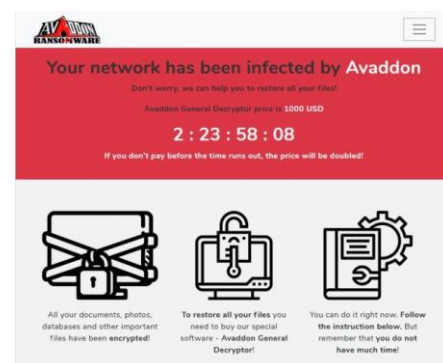 AVADDON
RANSOMWARE
Your network has been infected by Avaddon
Don't worry, we can help you to restore all your files!
Avaddon General Decryptor price is 1000 USD
2 : 23 : 58 : 08
If you don't pay before the time runs out, the price will be doubled!
All your documents, photos,
databases and other important
files have been encrypted!
To restore all your files you
need to buy our special
software - Avaddon General
Decryptor!
You can do it right now. Follow
the instruction below. But
remember that you do not
have much time!